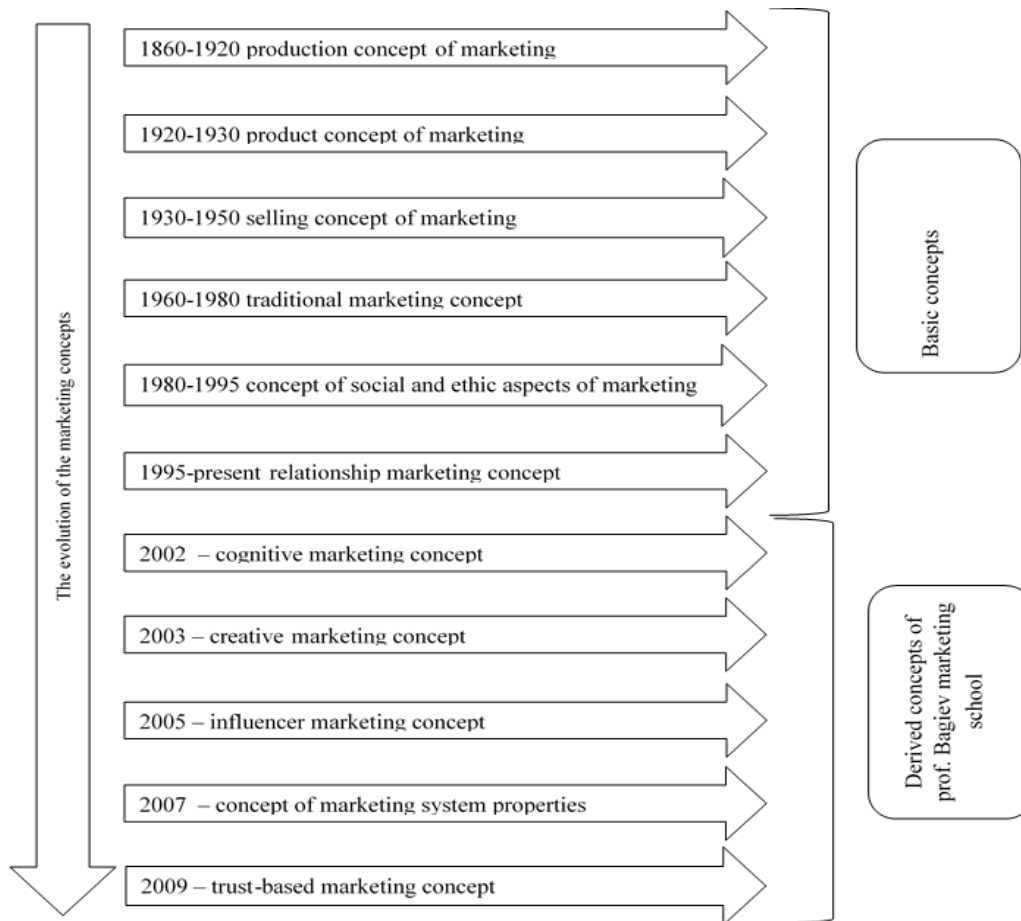 The evolution of the marketing concepts
1860-1920 production concept of marketing
1920-1930 product concept of marketing
1930-1950 selling concept of marketing
1960-1980 traditional marketing concept
1980-1995 concept of social and ethic aspects of marketing
1995-present relationship marketing concept
2002 – cognitive marketing concept
2003 – creative marketing concept
2005 – influencer marketing concept
2007 – concept of marketing system properties
2009 – trust-based marketing concept
Basic concepts
Derived concepts of
prof. Bagiev marketing
school